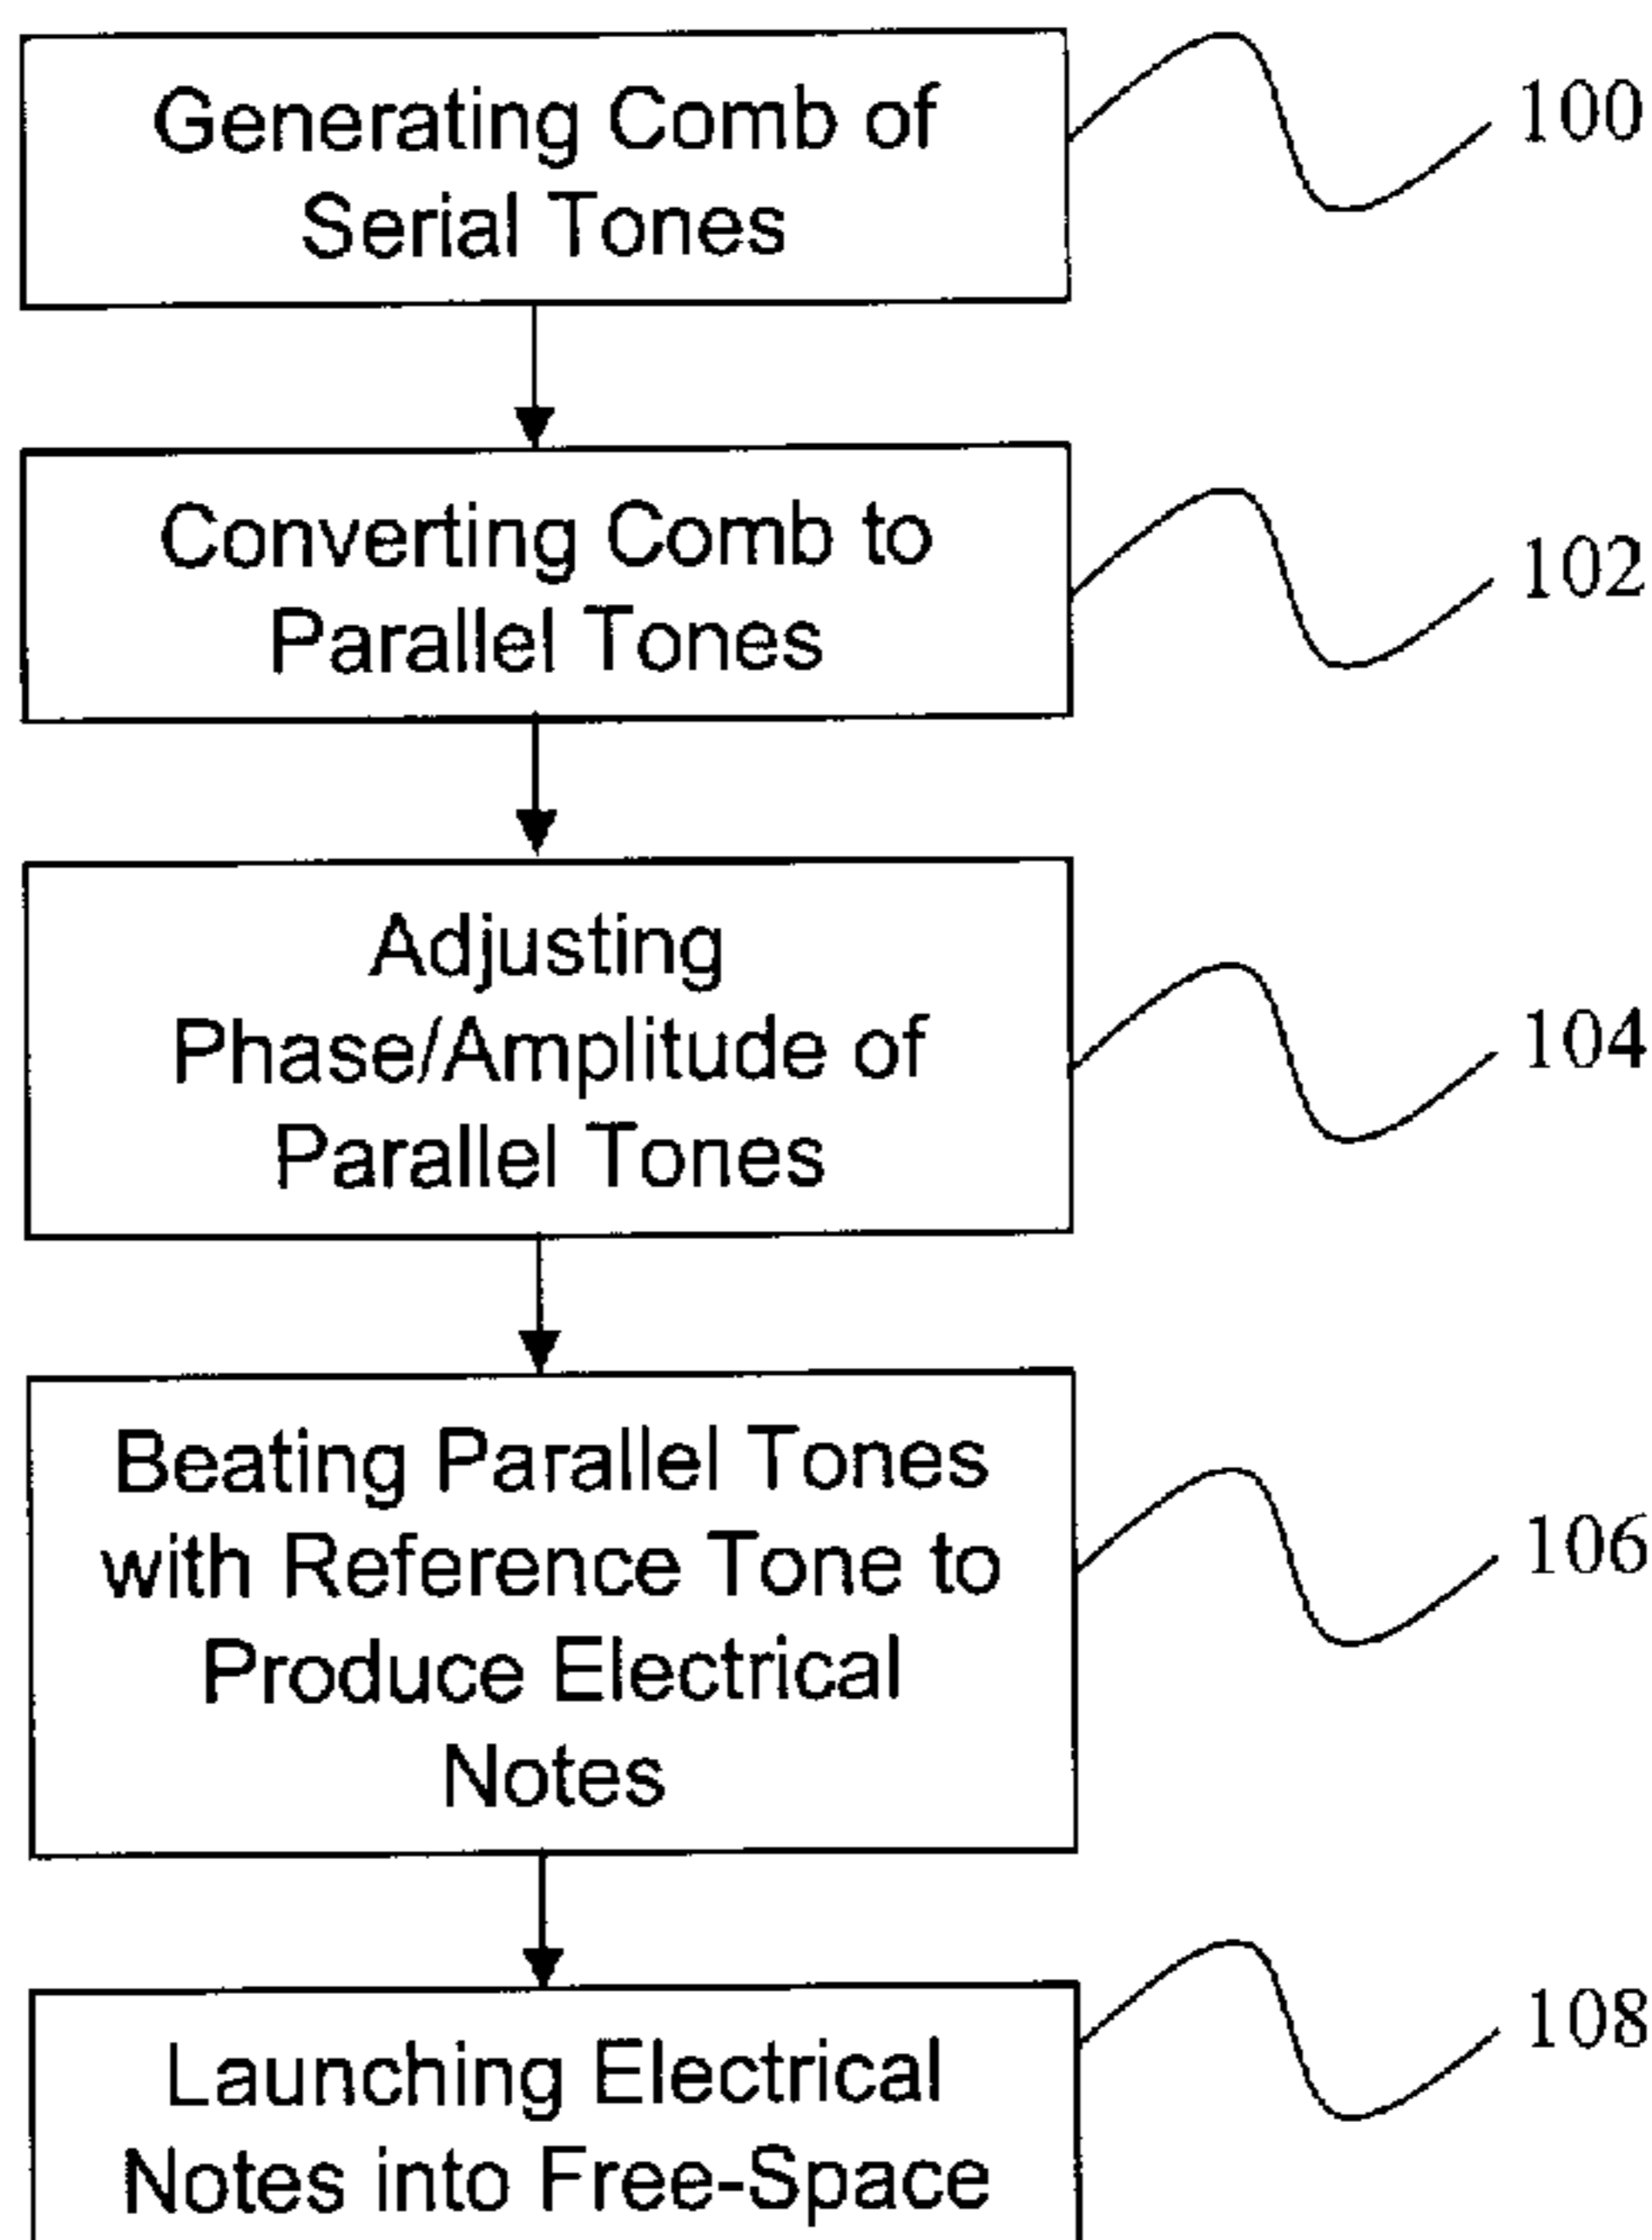 Generating Comb of
Serial Tones
100
Converting Comb to
Parallel Tones
102
Adjusting
Phase/Amplitude of
Parallel Tones
104
Beating Parallel Tones
with Reference Tone to
Produce Electrical
Notes
106
Launching Electrical
Notes into Free-Space
108